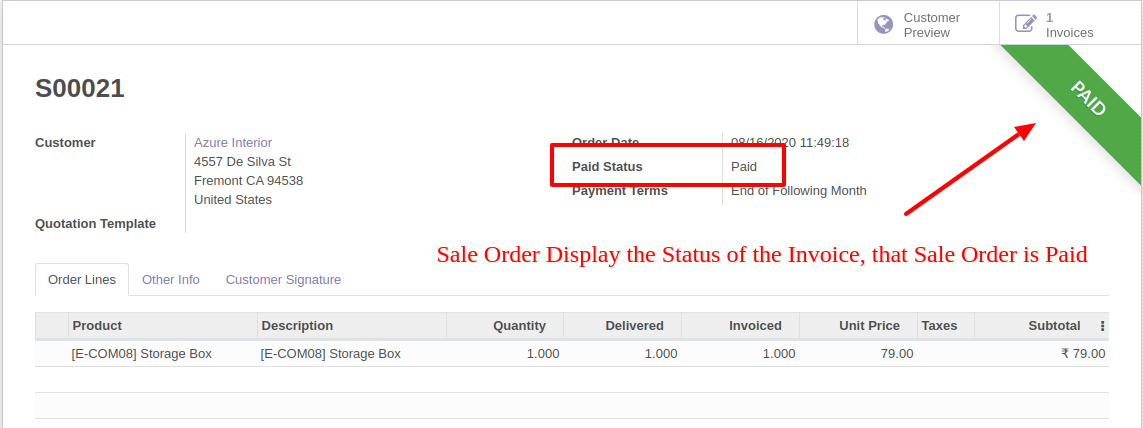 Customer Preview
1 Invoices
PAID
S00021
Customer
Azure Interior
4557 De Silva St
Fremont CA 94538
United States
Quotation Template
Order Date 08/16/2020 11:49:18
Paid Status Paid
Payment Terms End of Following Month
Sale Order Display the Status of the Invoice, that Sale Order is Paid
Order Lines Other Info Customer Signature
Product Description Quantity Delivered Invoiced Unit Price Taxes Subtotal
[E-COM08] Storage Box [E-COM08] Storage Box 1.000 1.000 1.000 79.00 ₹ 79.00